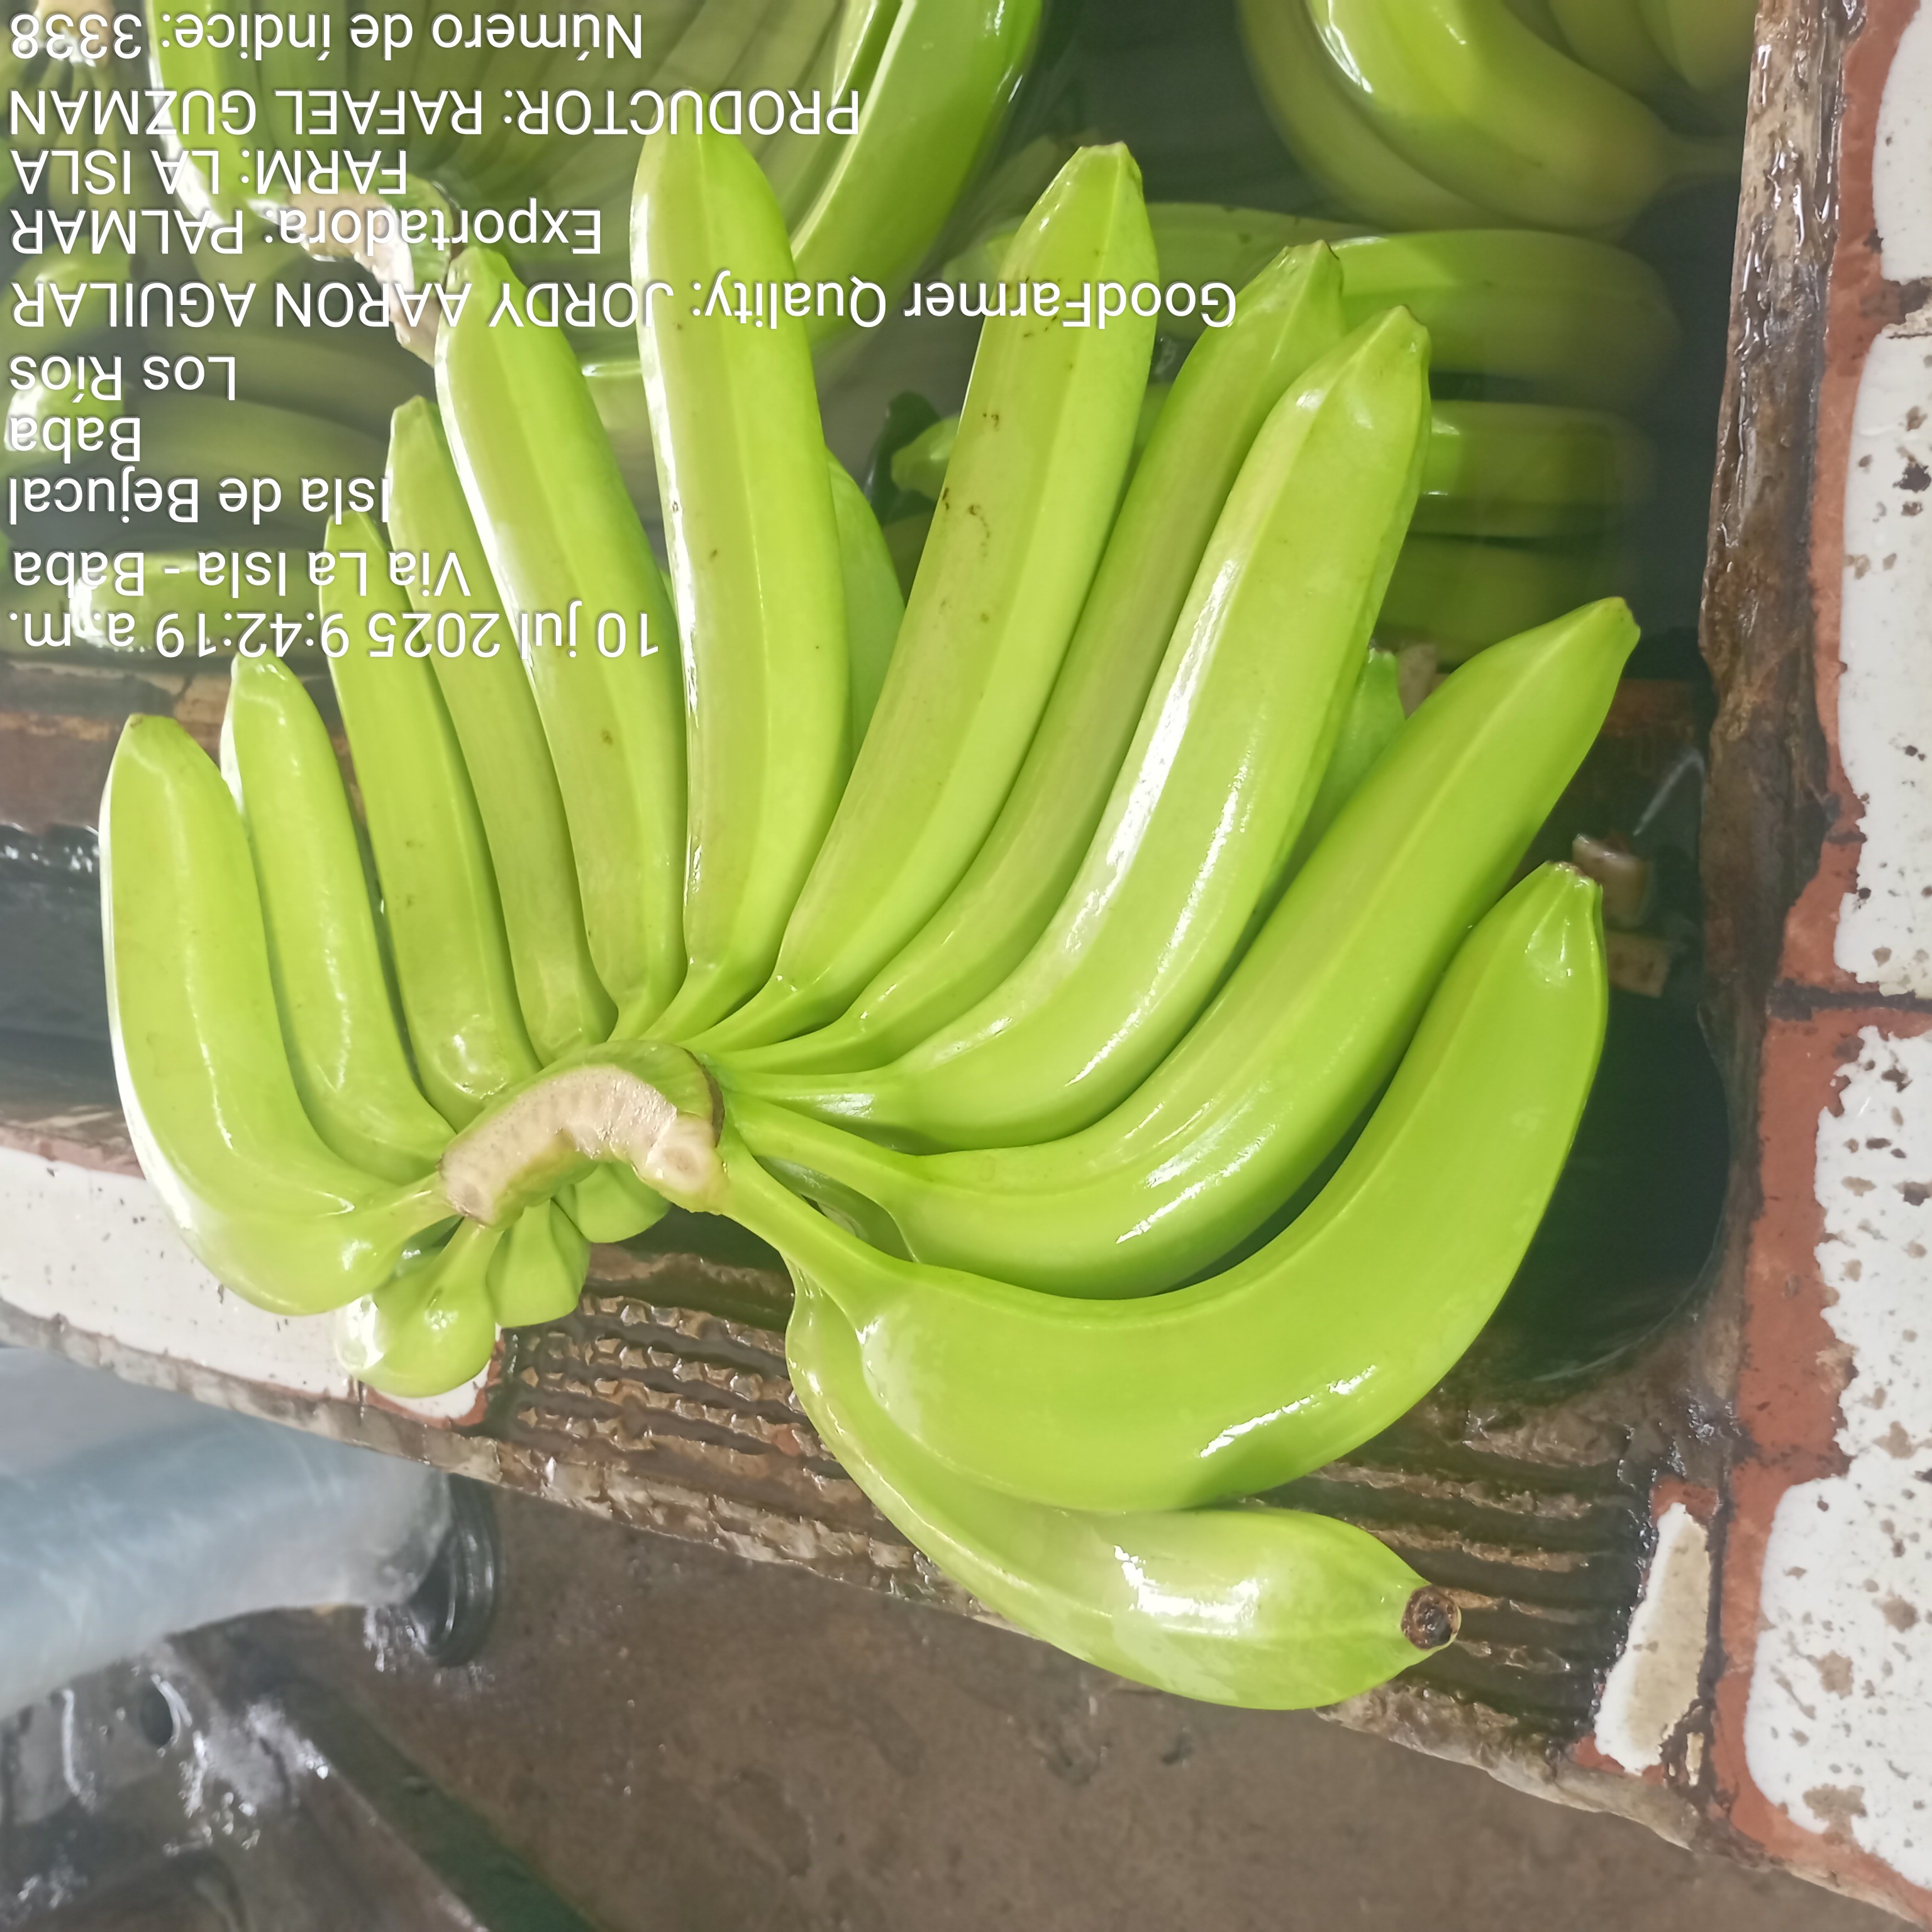 10 jul 2025 9:42:19 a. m.
Via La Isla - Baba
Isla de Bejucal
Baba
Los Ríos
GoodFarmer Quality: JORDY AARON AGUILAR
Exportadora: PALMAR
FARM: LA ISLA
PRODUCTOR: RAFAEL GUZMAN
Número de índice: 3338